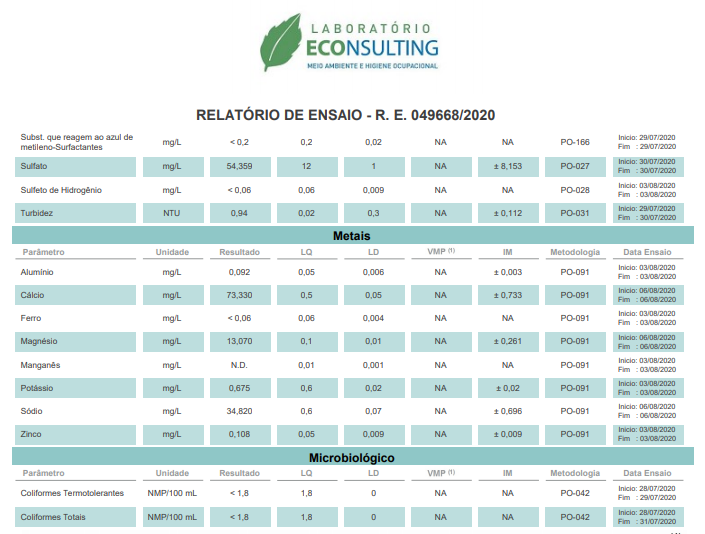 LABORATÓRIO
ECONSULTING
MEIO AMBIENTE E HIGIENE OCUPACIONAL
RELATÓRIO DE ENSAIO - R. E. 049668/2020
Subst. que reagem ao azul de metileno-Surfactantes mg/L < 0,2 0,2 0,02 NA NA PO-166 Início: 29/07/2020 Fim : 29/07/2020
Sulfato mg/L 54,359 12 1 NA ± 8,153 PO-027 Início: 30/07/2020 Fim : 30/07/2020
Sulfeto de Hidrogênio mg/L < 0,06 0,06 0,009 NA NA PO-028 Início: 03/08/2020 Fim : 03/08/2020
Turbidez NTU 0,94 0,02 0,3 NA ± 0,112 PO-031 Início: 29/07/2020 Fim : 30/07/2020
Metais
Parâmetro Unidade Resultado LQ LD VMP (1) IM Metodologia Data Ensaio
Alumínio mg/L 0,092 0,05 0,006 NA ± 0,003 PO-091 Início: 03/08/2020 Fim : 03/08/2020
Cálcio mg/L 73,330 0,5 0,05 NA ± 0,733 PO-091 Início: 06/08/2020 Fim : 06/08/2020
Ferro mg/L < 0,06 0,06 0,004 NA NA PO-091 Início: 03/08/2020 Fim : 03/08/2020
Magnésio mg/L 13,070 0,1 0,01 NA ± 0,261 PO-091 Início: 06/08/2020 Fim : 06/08/2020
Manganês mg/L N.D. 0,01 0,001 NA NA PO-091 Início: 03/08/2020 Fim : 03/08/2020
Potássio mg/L 0,675 0,6 0,02 NA ± 0,02 PO-091 Início: 03/08/2020 Fim : 03/08/2020
Sódio mg/L 34,820 0,6 0,07 NA ± 0,696 PO-091 Início: 06/08/2020 Fim : 06/08/2020
Zinco mg/L 0,108 0,05 0,009 NA ± 0,009 PO-091 Início: 03/08/2020 Fim : 03/08/2020
Microbiológico
Parâmetro Unidade Resultado LQ LD VMP (1) IM Metodologia Data Ensaio
Coliformes Termotolerantes NMP/100 mL < 1,8 1,8 0 NA NA PO-042 Início: 28/07/2020 Fim : 29/07/2020
Coliformes Totais NMP/100 mL < 1,8 1,8 0 NA NA PO-042 Início: 28/07/2020 Fim : 31/07/2020